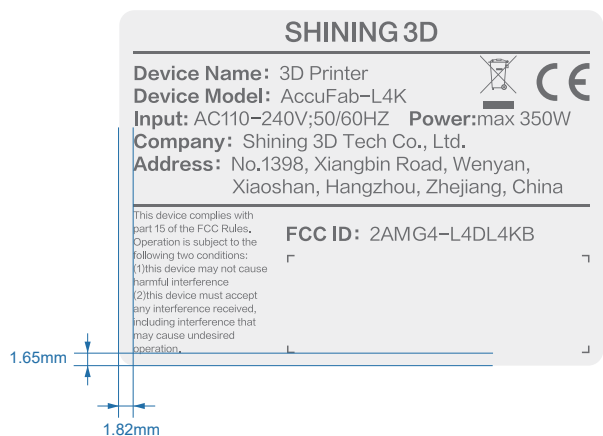 SHINING 3D
Device Name: 3D Printer
Device Model: AccuFab-L4K
Input: AC110-240V;50/60HZ Power:max 350W
Company: Shining 3D Tech Co., Ltd.
Address: No.1398, Xiangbin Road, Wenyan,
Xiaoshan, Hangzhou, Zhejiang, China
This device complies with
part 15 of the FCC Rules.
Operation is subject to the
following two conditions:
(1)this device may not cause
harmful interference
(2)this device must accept
any interference received,
including interference that
may cause undesired
operation.
FCC ID: 2AMG4-L4DL4KB
1.65mm
1.82mm